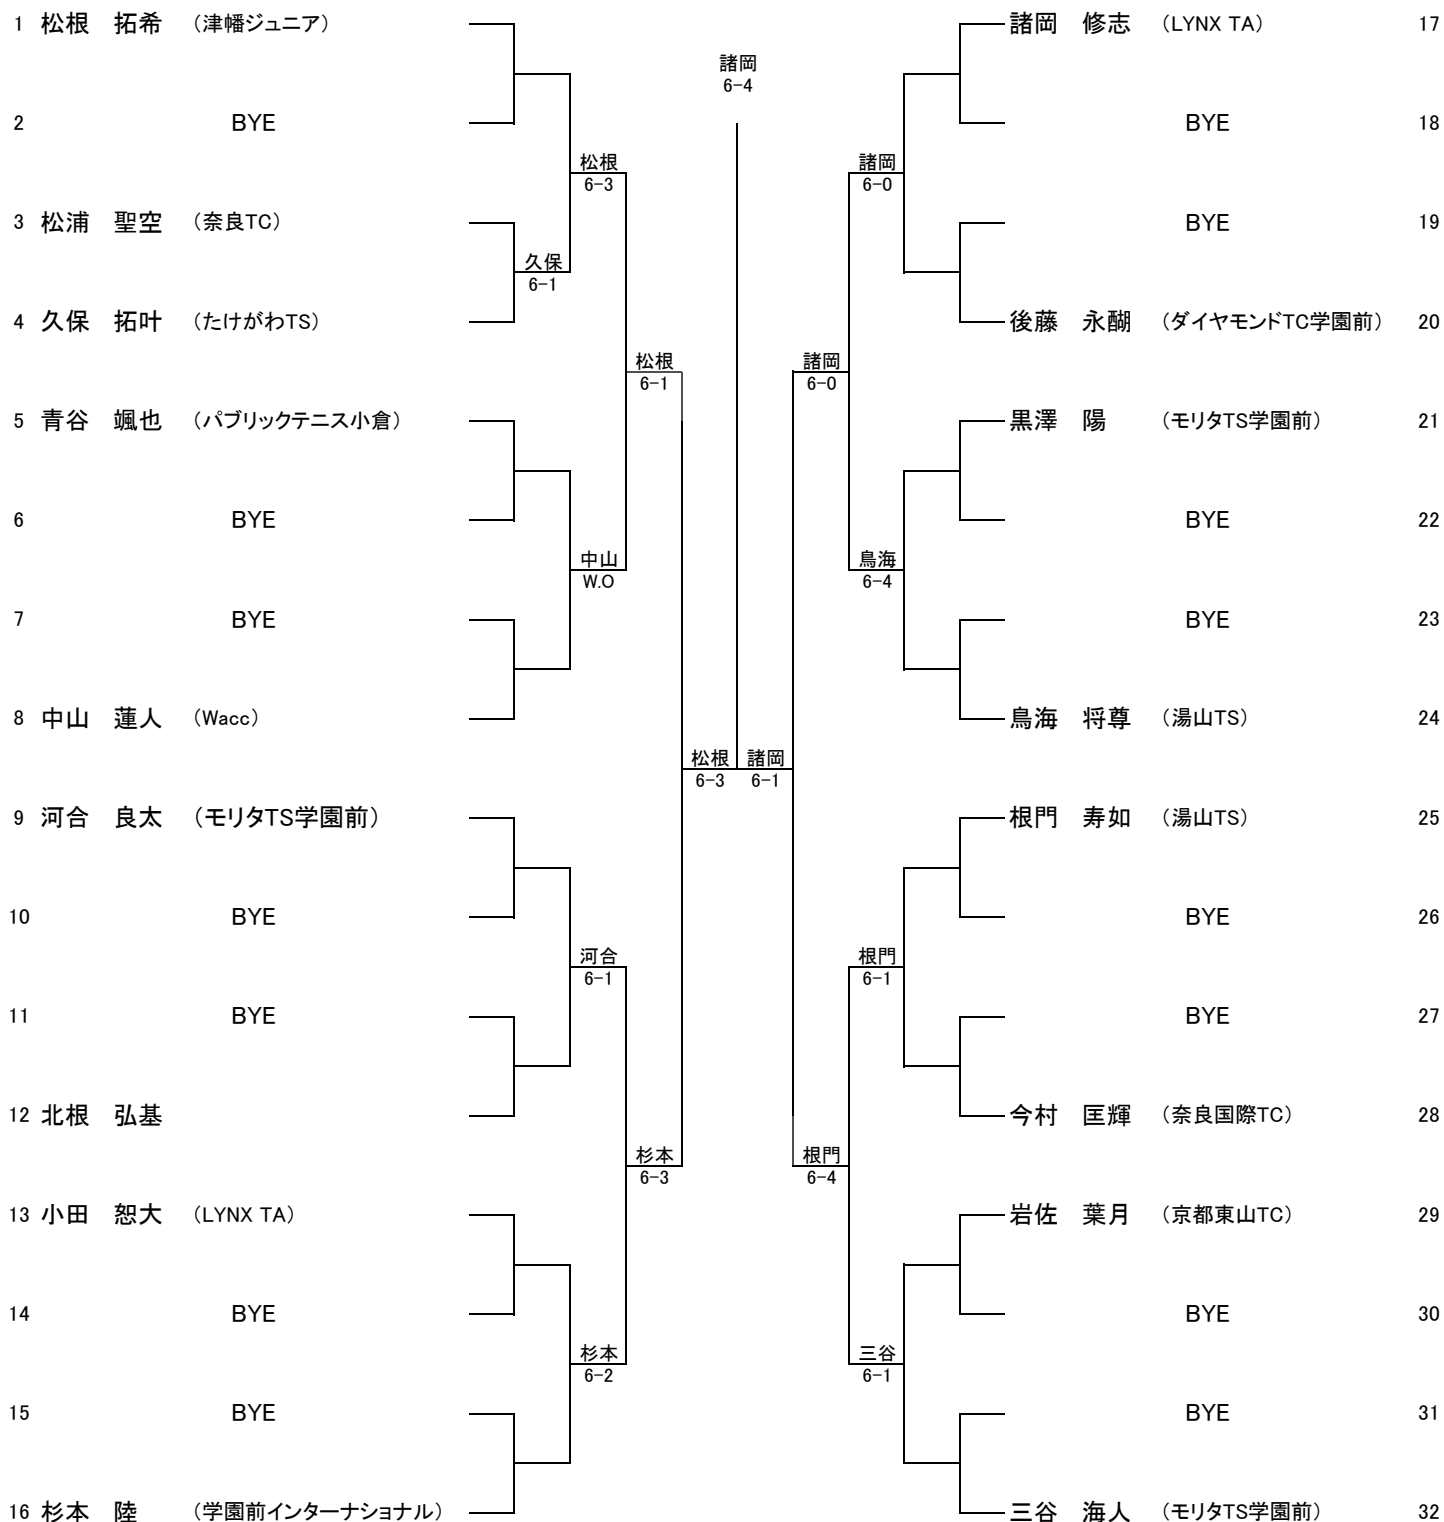 1 松根　拓希　（津幡ジュニア）
2 BYE
3 松浦　聖空　（奈良TC）
4 久保　拓叶　（たけがわTS）
5 青谷　颯也　（パブリックテニス小倉）
6 BYE
7 BYE
8 中山　蓮人　（Wacc）
9 河合　良太　（モリタTS学園前）
10 BYE
11 BYE
12 北根　弘基
13 小田　恕大　（LYNX TA）
14 BYE
15 BYE
16 杉本　陸　（学園前インターナショナル）
久保
6-1
松根
6-3
中山
W.O
河合
6-1
杉本
6-2
松根
6-1
杉本
6-3
松根
6-3
諸岡
6-4
諸岡
6-1
諸岡
6-0
根門
6-4
諸岡
6-0
鳥海
6-4
根門
6-1
三谷
6-1
諸岡　修志　（LYNX TA） 17
BYE 18
BYE 19
後藤　永醐　（ダイヤモンドTC学園前） 20
黒澤　陽　（モリタTS学園前） 21
BYE 22
BYE 23
鳥海　将尊　（湯山TS） 24
根門　寿如　（湯山TS） 25
BYE 26
BYE 27
今村　匡輝　（奈良国際TC） 28
岩佐　葉月　（京都東山TC） 29
BYE 30
BYE 31
三谷　海人　（モリタTS学園前） 32